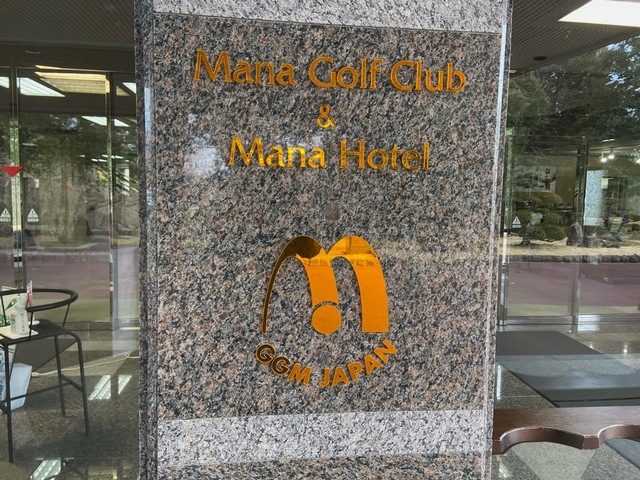 Mana Golf Club
&
Mana Hotel
GGM JAPAN